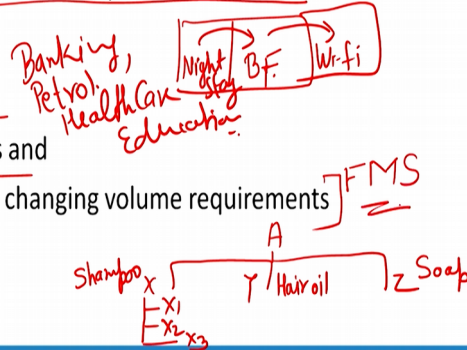 Banking,
Petrol.
HealthCare
Education
Night
Stay
B.F.
Wi-fi
s and
changing volume requirements
FMS
A
Shampoo X
Y Hair oil
Z Soap
X1
X2
X3